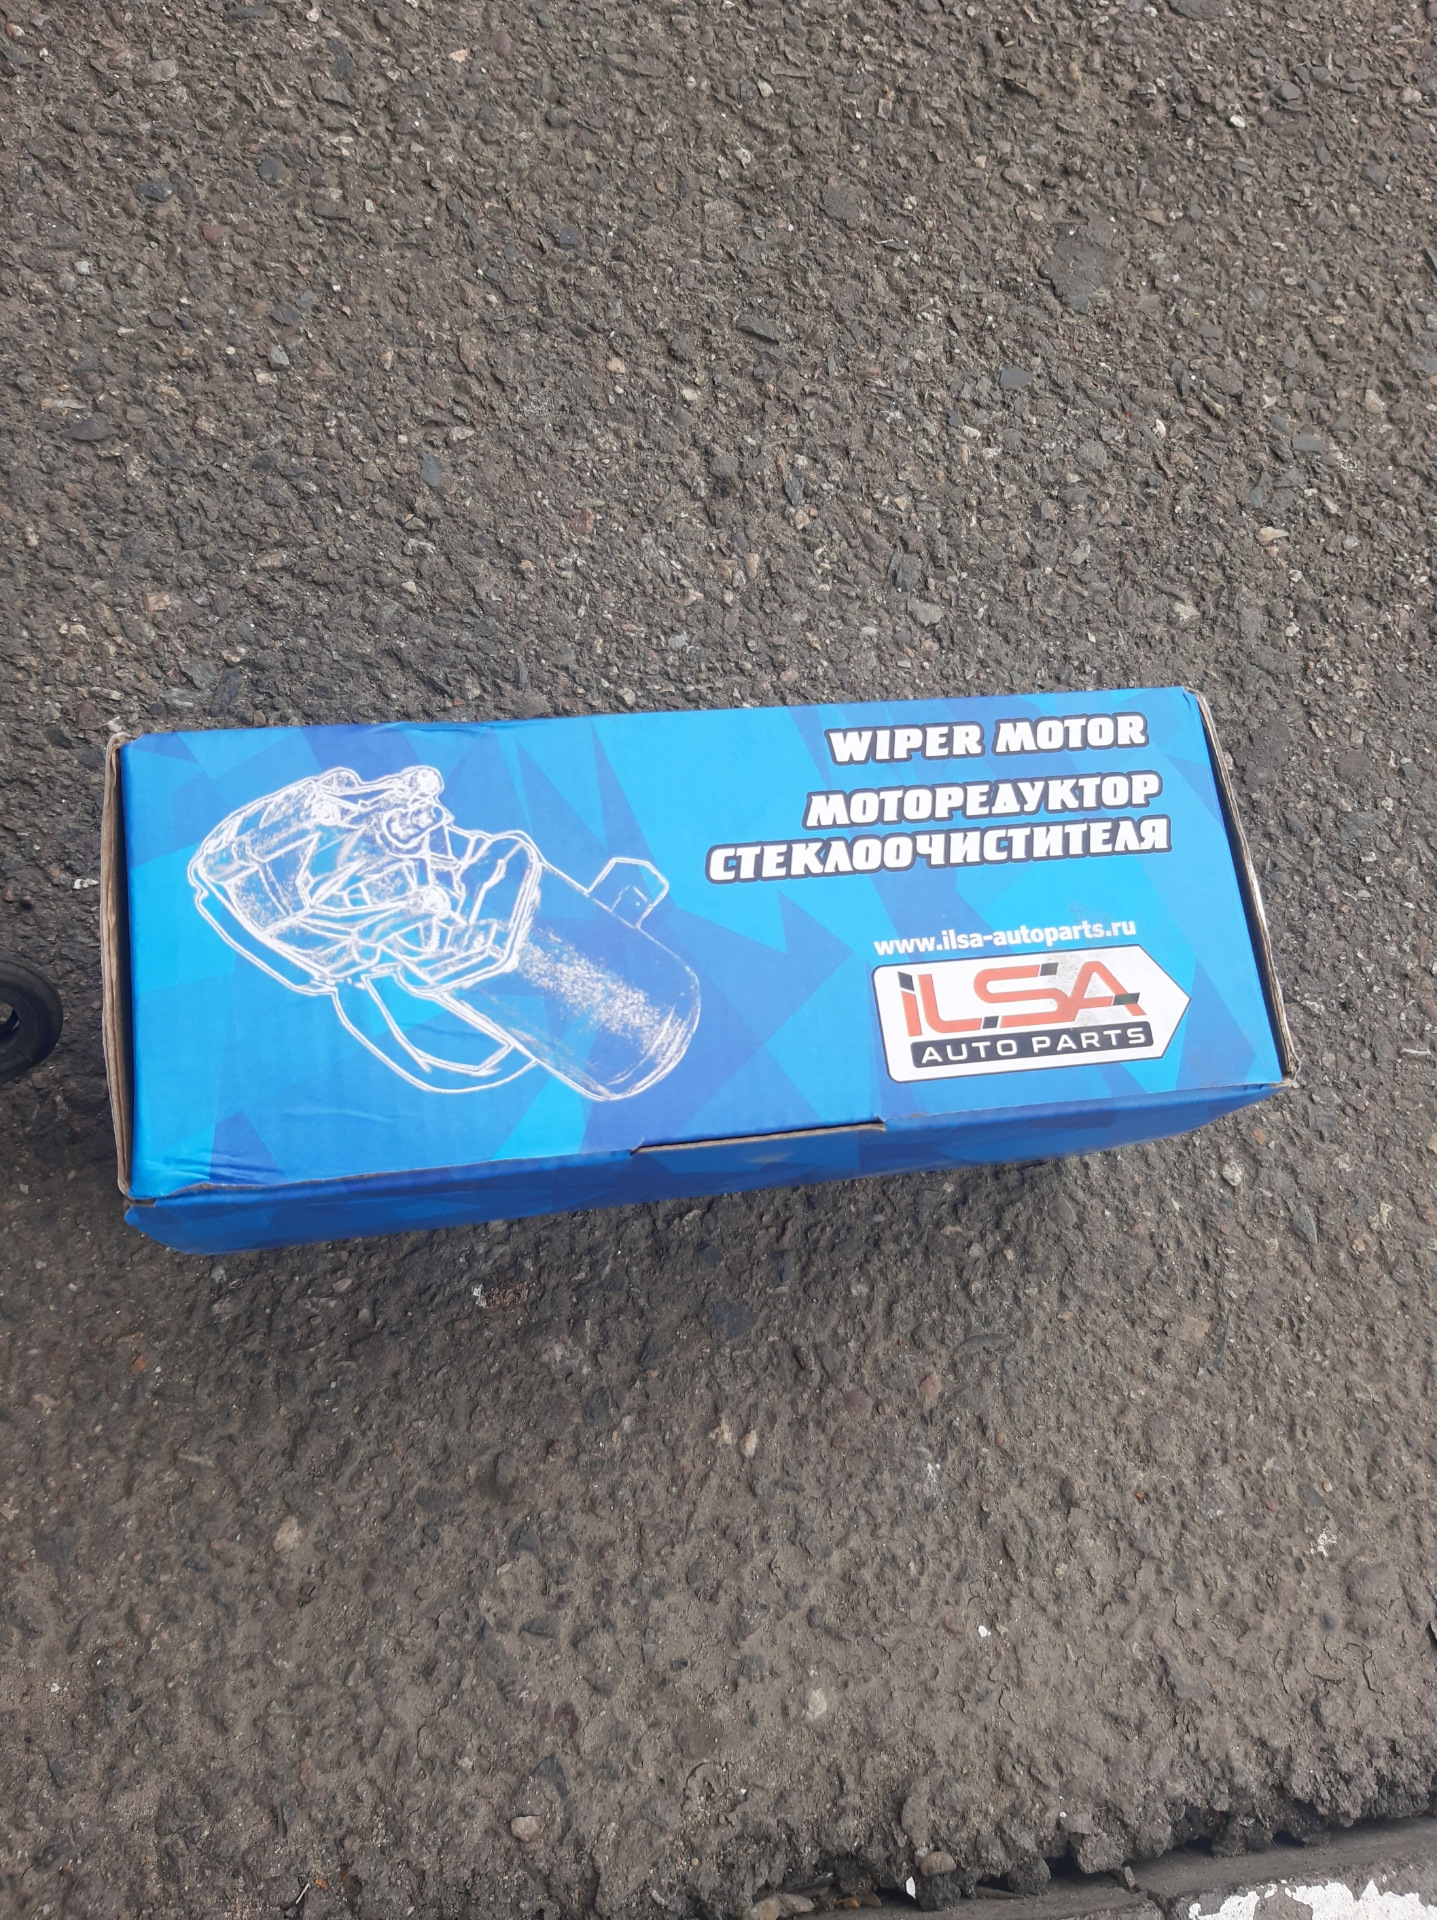 WIPER MOTOR
МОТОРЕДУКТОР
СТЕКЛООЧИСТИТЕЛЯ
www.ilsa-autoparts.ru
iLSA
AUTO PARTS